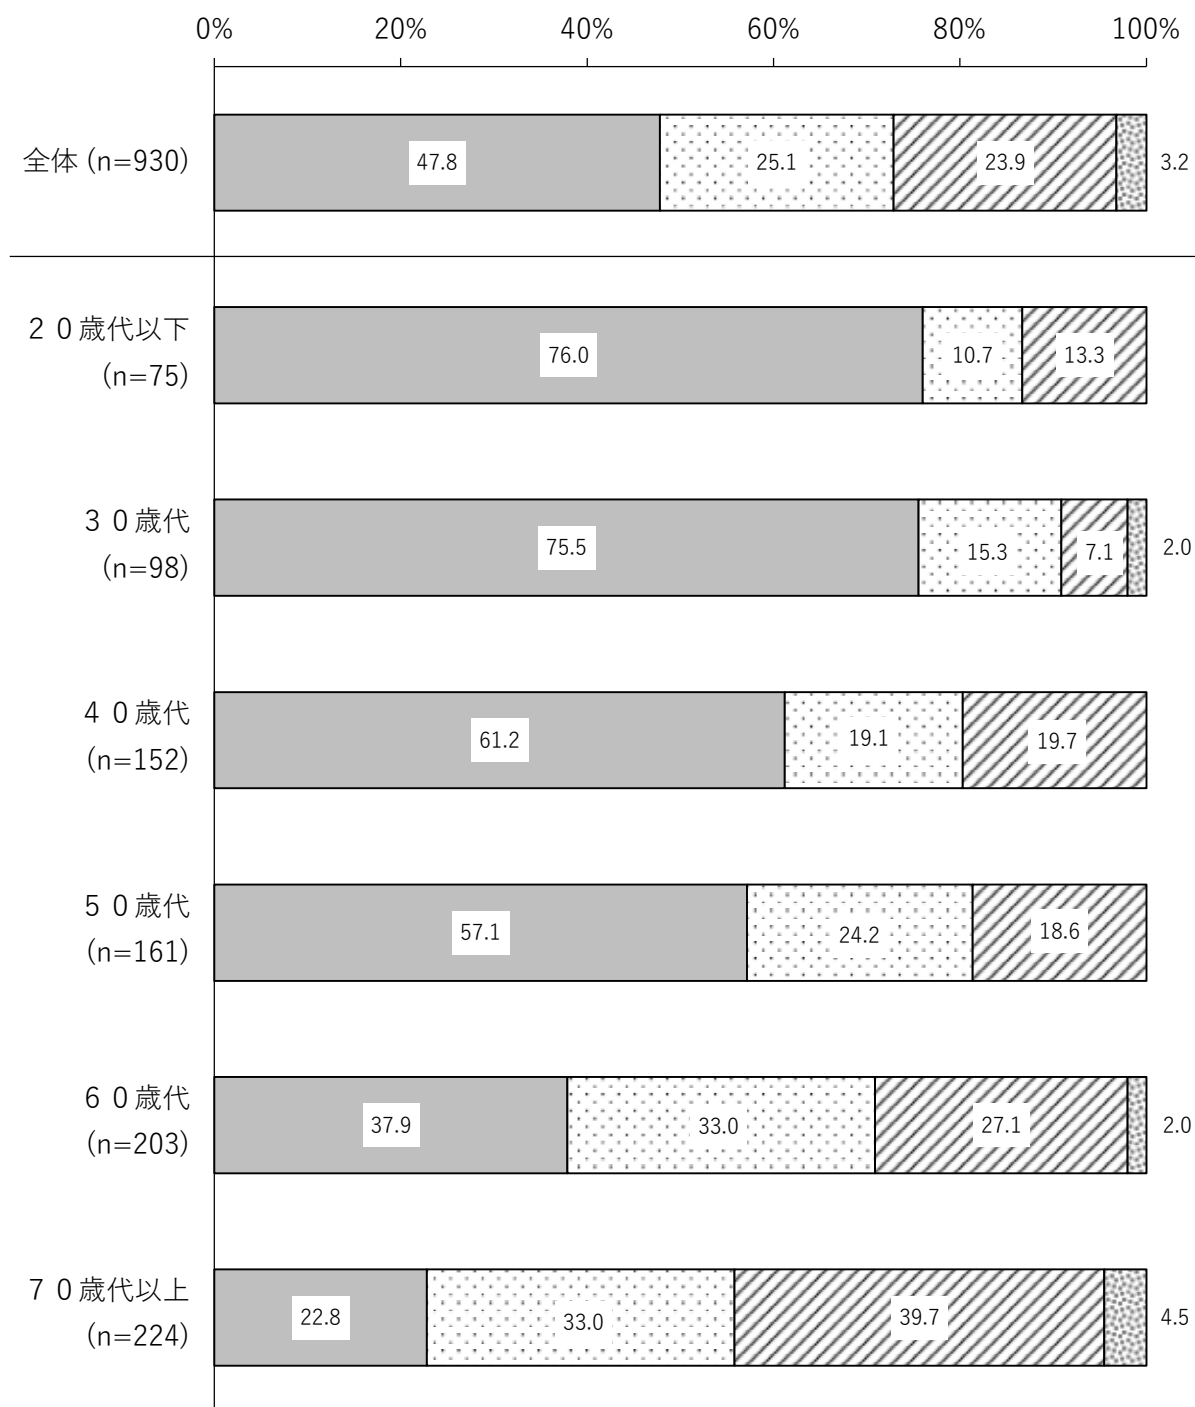 0% 20% 40% 60% 80% 100%
全体 (n=930) 47.8 25.1 23.9 3.2
２０歳代以下
(n=75)
76.0 10.7 13.3
３０歳代
(n=98)
75.5 15.3 7.1 2.0
４０歳代
(n=152)
61.2 19.1 19.7
５０歳代
(n=161)
57.1 24.2 18.6
６０歳代
(n=203)
37.9 33.0 27.1 2.0
７０歳代以上
(n=224)
22.8 33.0 39.7 4.5